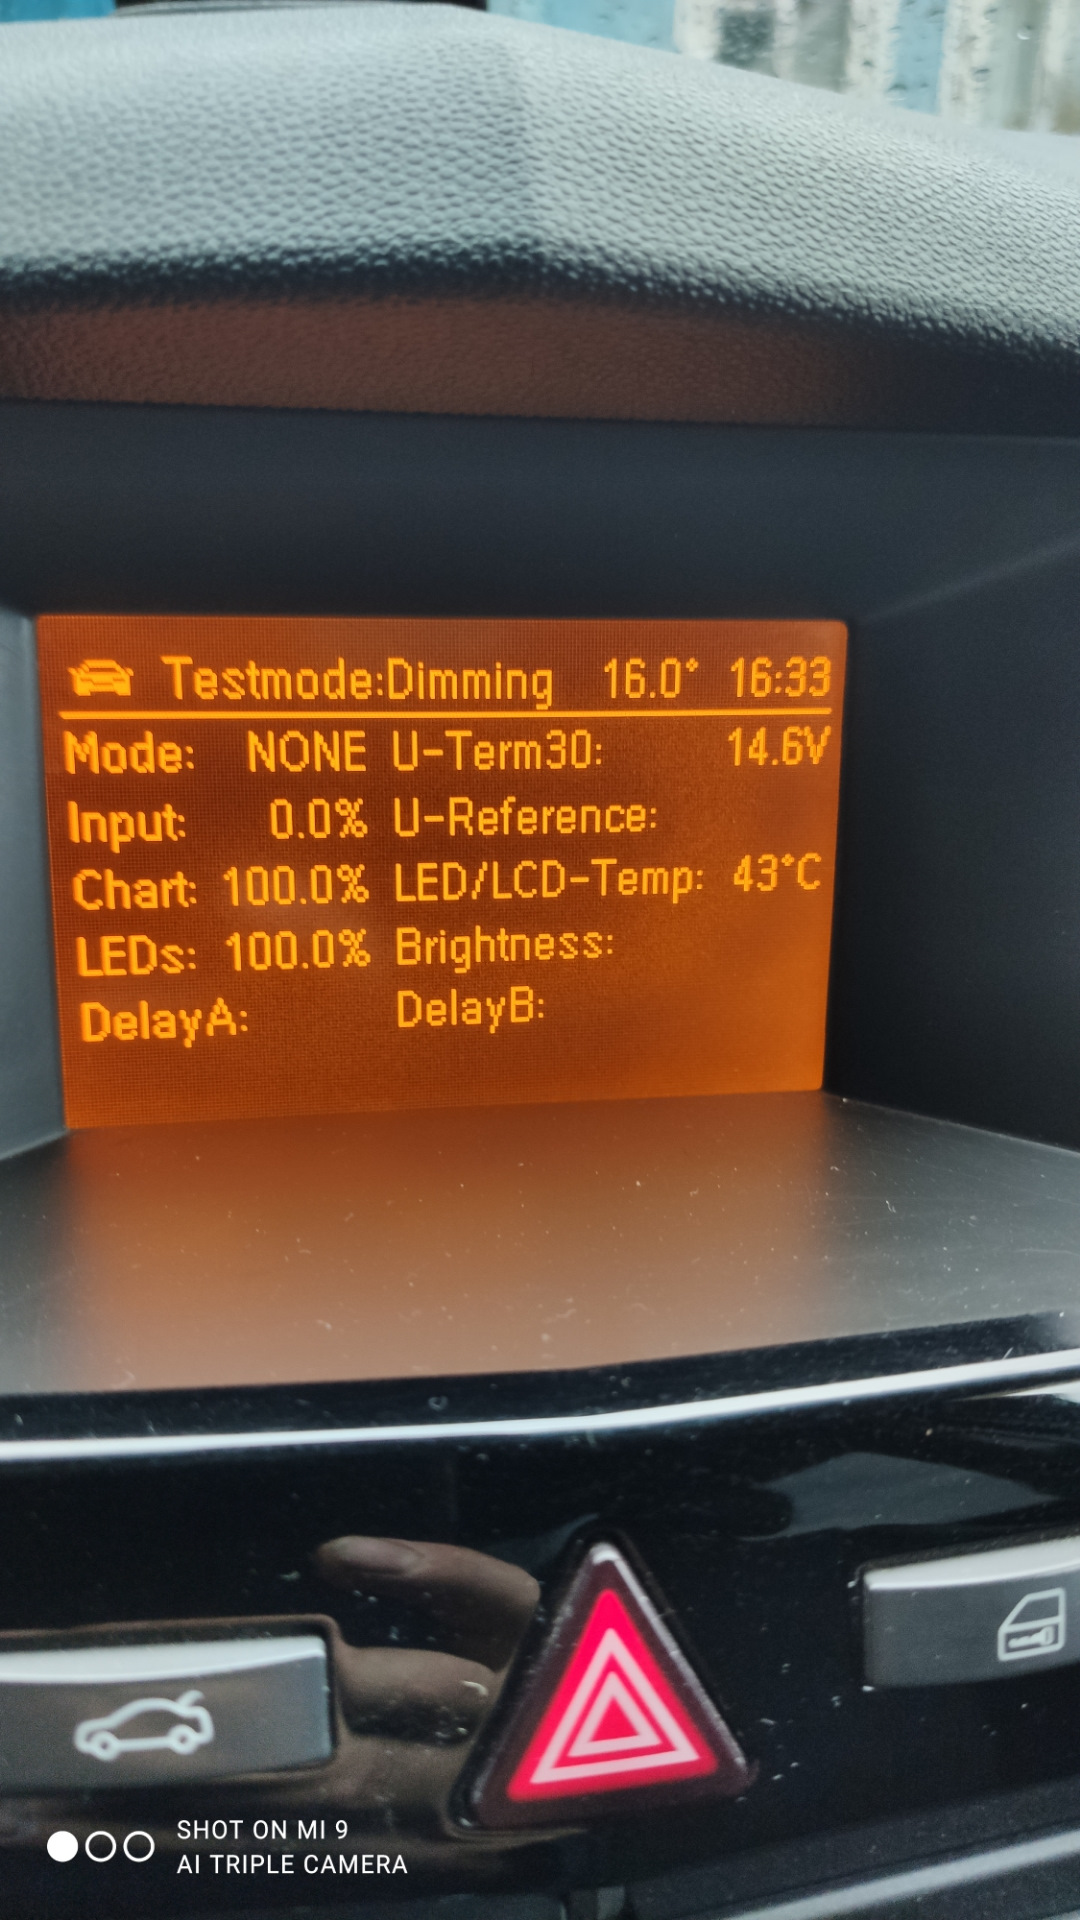 Testmode:Dimming 16.0° 16:33
Mode: NONE U-Term30: 14.6V
Input: 0.0% U-Reference:
Chart: 100.0% LED/LCD-Temp: 43°C
LEDs: 100.0% Brightness:
DelayA: DelayB:
SHOT ON MI 9
AI TRIPLE CAMERA